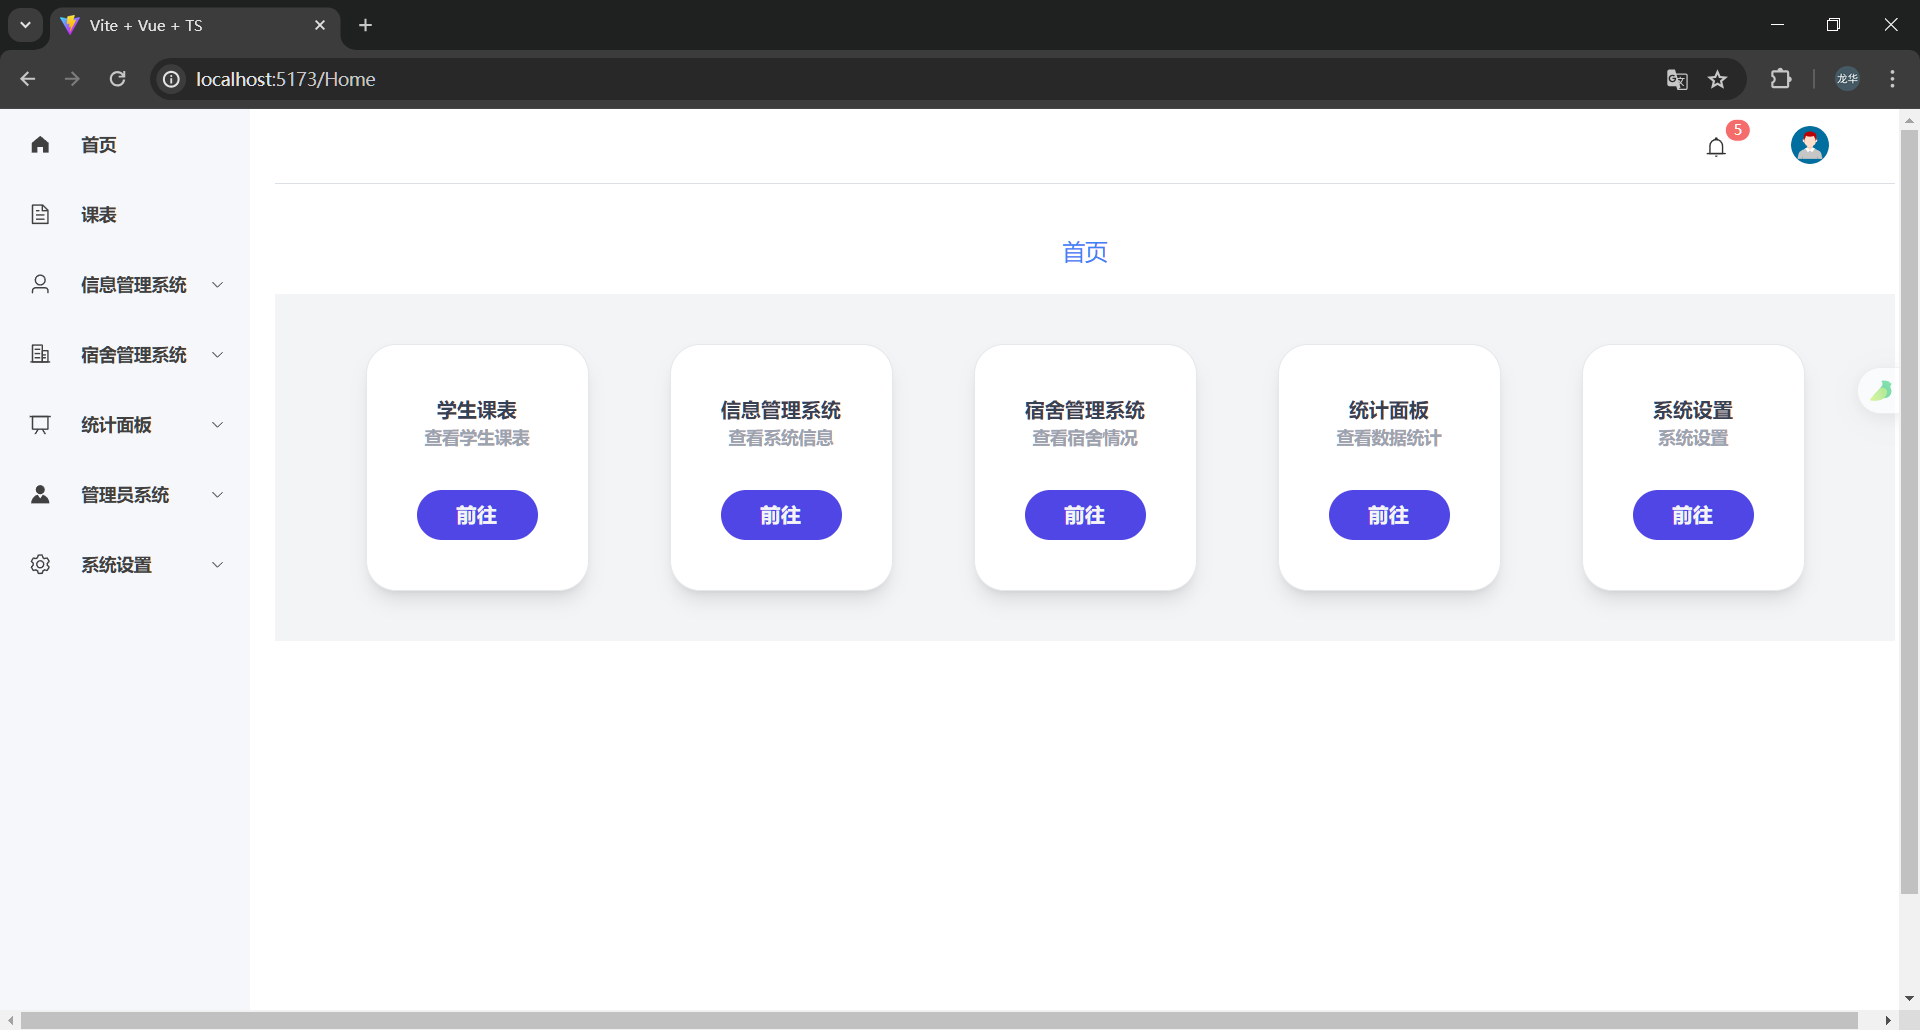 Vite + Vue + TS
localhost:5173/Home
龙华
首页
课表
信息管理系统
宿舍管理系统
统计面板
管理员系统
系统设置
5
首页
学生课表
查看学生课表
前往
信息管理系统
查看系统信息
前往
宿舍管理系统
查看宿舍情况
前往
统计面板
查看数据统计
前往
系统设置
系统设置
前往